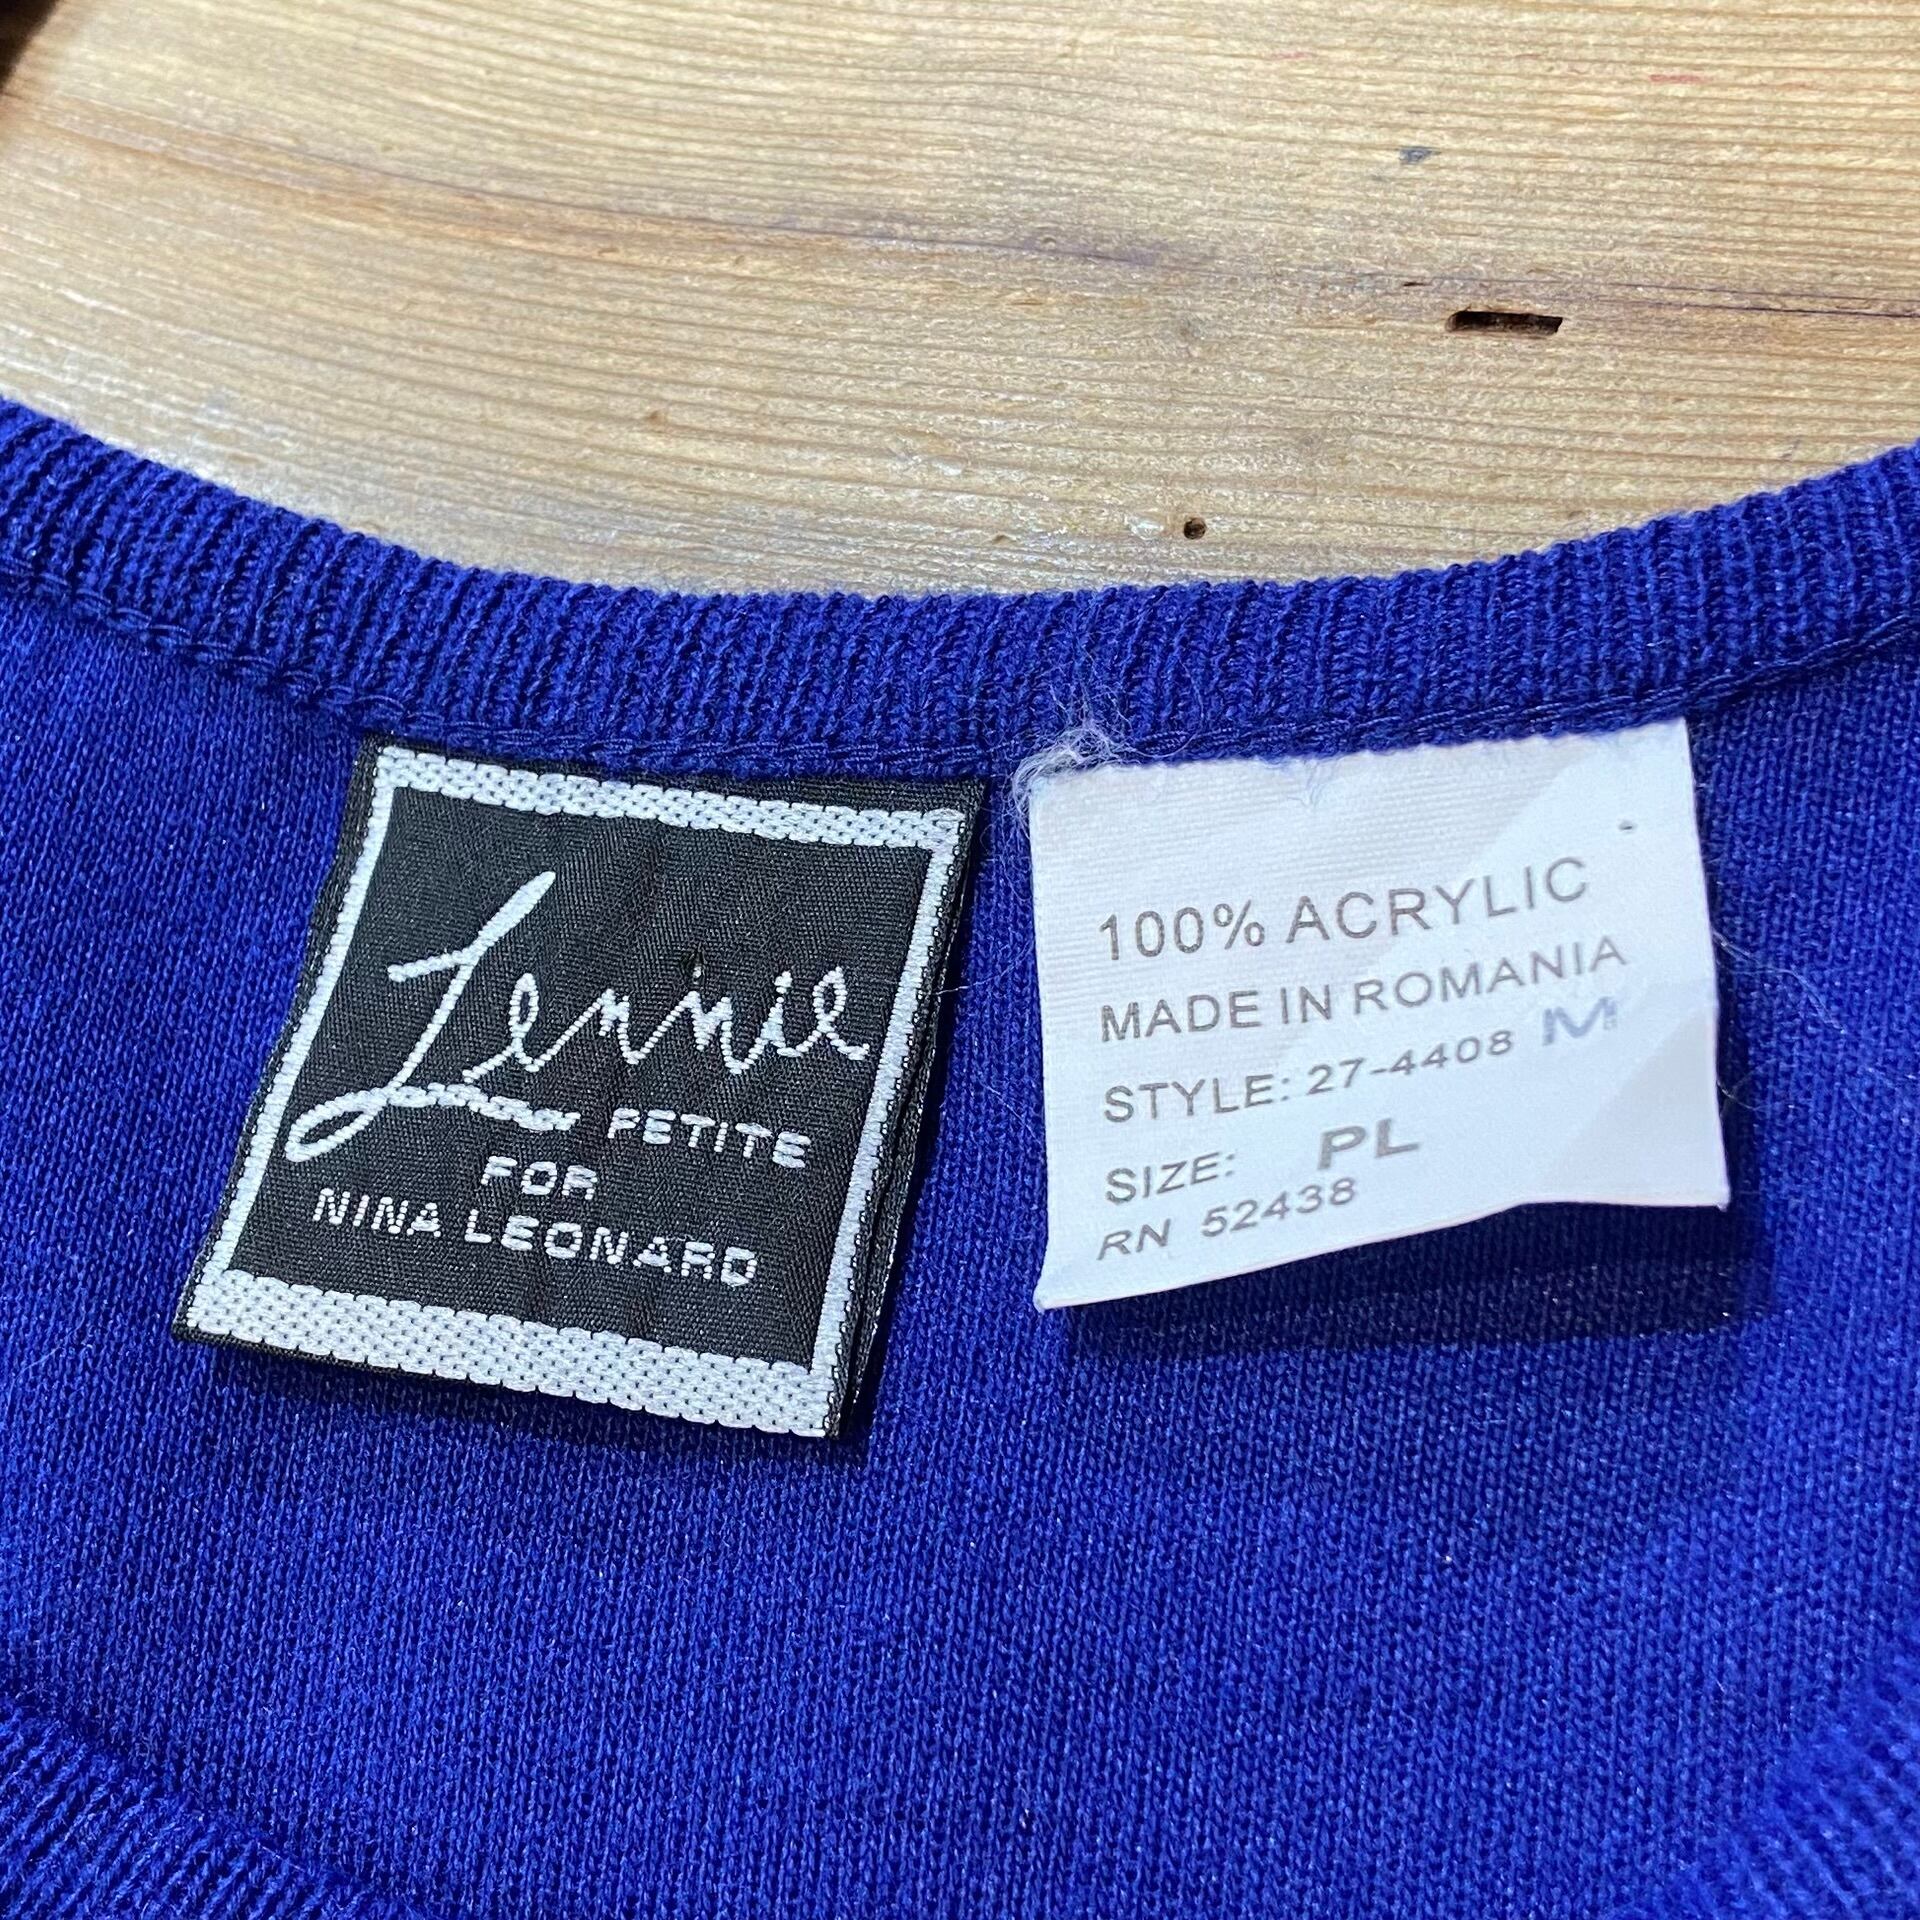 Lennie
PETITE
FOR
NINA LEONARD
100% ACRYLIC
MADE IN ROMANIA
STYLE: 27-4408 M
SIZE: PL
RN 52438